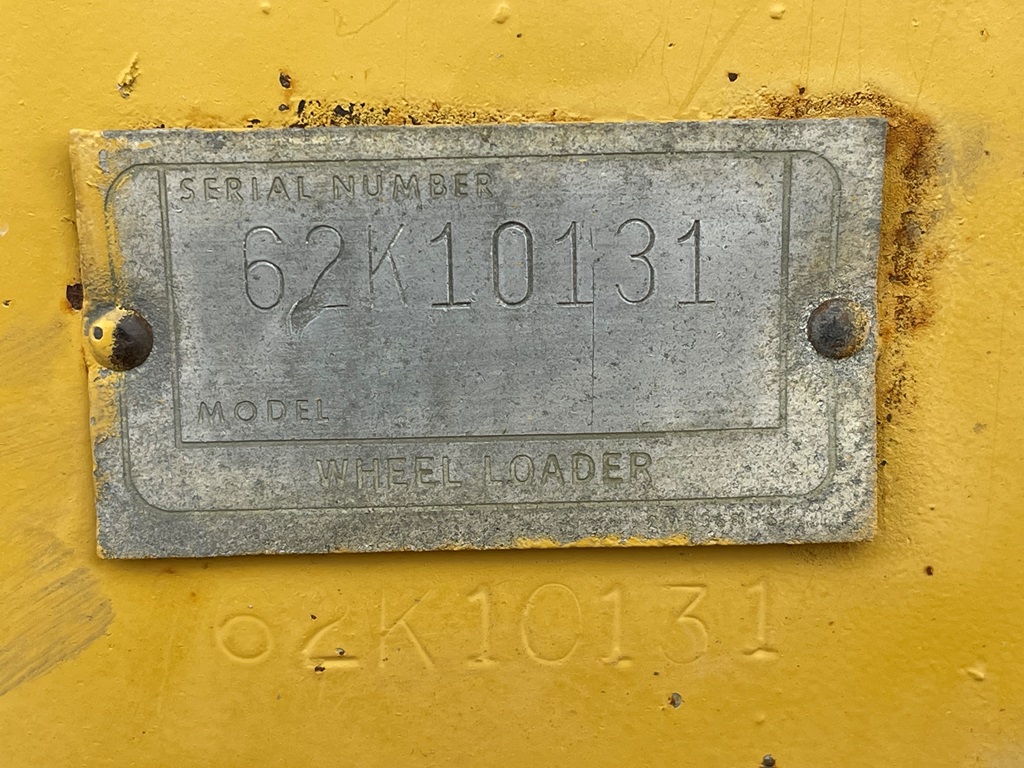 SERIAL NUMBER
62K10131
MODEL
WHEEL LOADER
62K10131